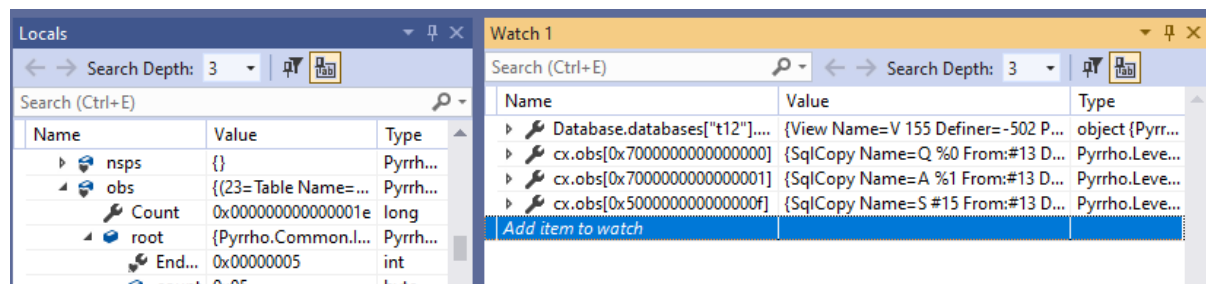 Locals
Search Depth: 3
Search (Ctrl+E)
Name Value Type
nsps {} Pyrrh...
obs {(23=Table Name=... Pyrrh...
Count 0x000000000000001e long
root {Pyrrho.Common.I... Pyrrh...
End... 0x00000005 int
Watch 1
Search (Ctrl+E) Search Depth: 3
Name Value Type
Database.databases["t12"].... {View Name=V 155 Definer=-502 P... object {Pyrr...
cx.obs[0x7000000000000000] {SqlCopy Name=Q %0 From:#13 D... Pyrrho.Leve...
cx.obs[0x7000000000000001] {SqlCopy Name=A %1 From:#13 D... Pyrrho.Leve...
cx.obs[0x500000000000000f] {SqlCopy Name=S #15 From:#13 D... Pyrrho.Leve...
Add item to watch